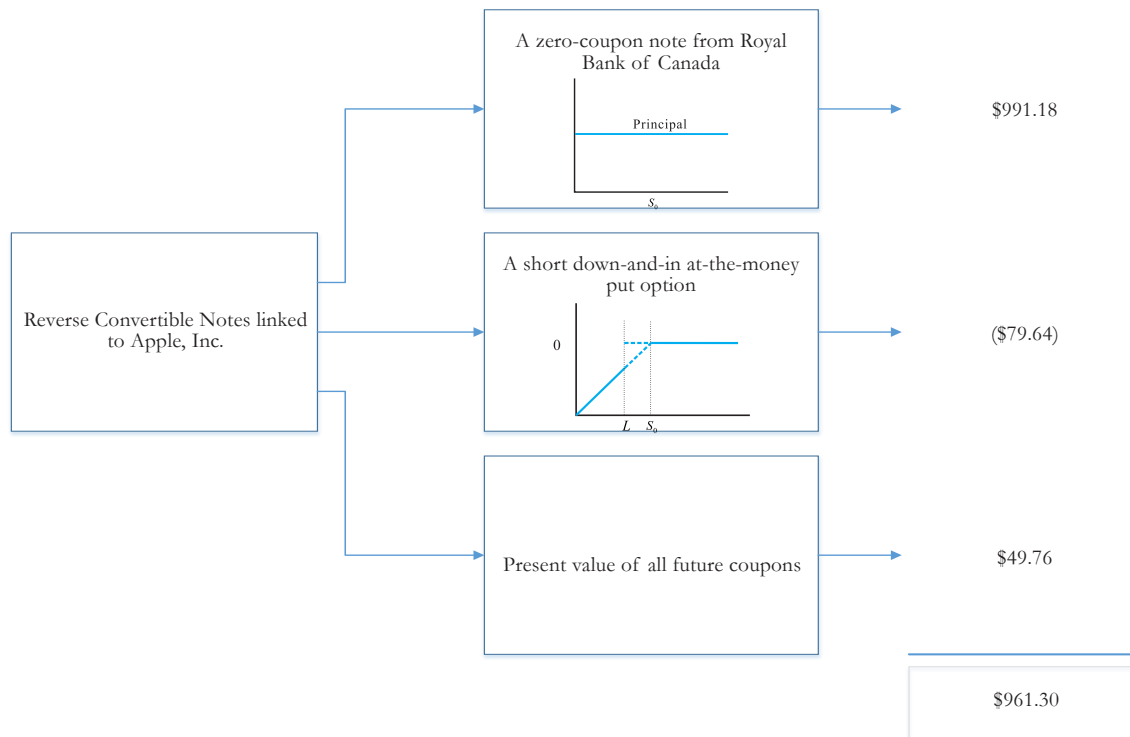 A zero-coupon note from Royal
Bank of Canada
Principal
S₀
$991.18
Reverse Convertible Notes linked
to Apple, Inc.
A short down-and-in at-the-money
put option
0
L S₀
($79.64)
Present value of all future coupons
$49.76
$961.30